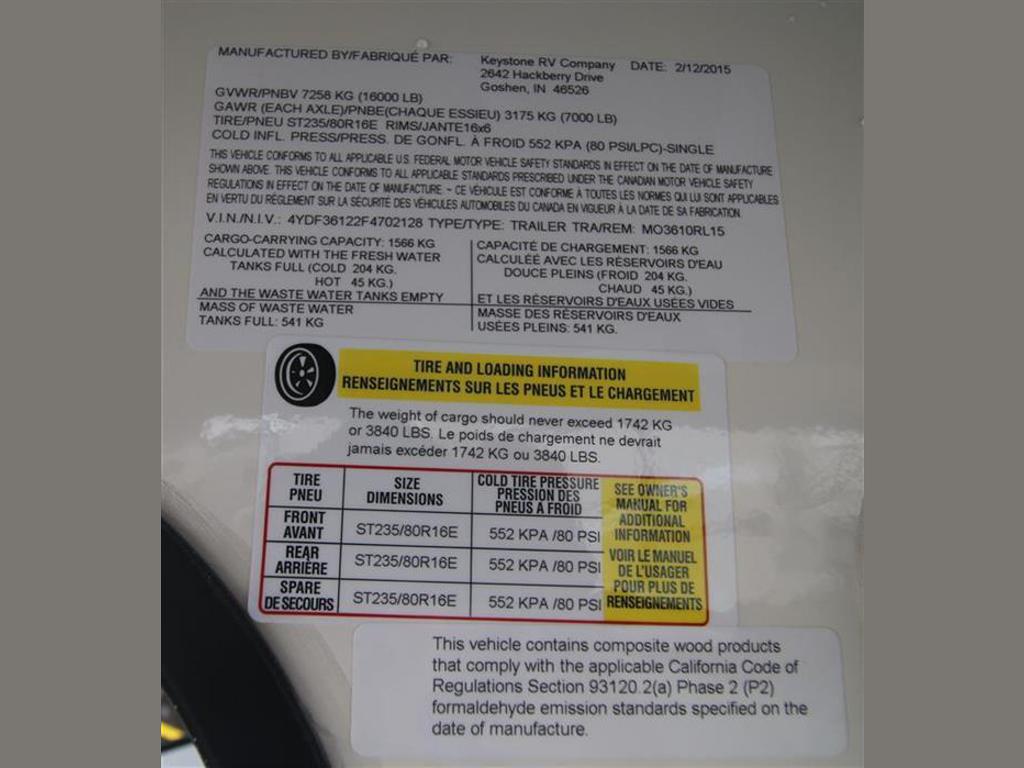 MANUFACTURED BY/FABRIQUÉ PAR: Keystone RV Company DATE: 2/12/2015
2642 Hackberry Drive
Goshen, IN 46526
GVWR/PNBV 7258 KG (16000 LB)
GAWR (EACH AXLE)/PNBE(CHAQUE ESSIEU) 3175 KG (7000 LB)
TIRE/PNEU ST235/80R16E RIMS/JANTE16x6
COLD INFL. PRESS/PRESS. DE GONFL. À FROID 552 KPA (80 PSI/LPC)-SINGLE
THIS VEHICLE CONFORMS TO ALL APPLICABLE U.S. FEDERAL MOTOR VEHICLE SAFETY STANDARDS IN EFFECT ON THE DATE OF MANUFACTURE
SHOWN ABOVE. THIS VEHICLE CONFORMS TO ALL APPLICABLE STANDARDS PRESCRIBED UNDER THE CANADIAN MOTOR VEHICLE SAFETY
REGULATIONS IN EFFECT ON THE DATE OF MANUFACTURE. ~ CE VÉHICULE EST CONFORME À TOUTES LES NORMES QUI LUI SONT APPLICABLES
EN VERTU DU RÈGLEMENT SUR LA SÉCURITÉ DES VÉHICULES AUTOMOBILES DU CANADA EN VIGUEUR À LA DATE DE SA FABRICATION.
V.I.N./N.I.V.: 4YDF36122F4702128 TYPE/TYPE: TRAILER TRA/REM: MO3610RL15
CARGO-CARRYING CAPACITY: 1566 KG
CALCULATED WITH THE FRESH WATER
TANKS FULL (COLD 204 KG.
HOT 45 KG.)
AND THE WASTE WATER TANKS EMPTY
MASS OF WASTE WATER
TANKS FULL: 541 KG
CAPACITÉ DE CHARGEMENT: 1566 KG
CALCULÉE AVEC LES RÉSERVOIRS D'EAU
DOUCE PLEINS (FROID 204 KG.
CHAUD 45 KG.)
ET LES RÉSERVOIRS D'EAUX USÉES VIDES
MASSE DES RÉSERVOIRS D'EAUX
USÉES PLEINS: 541 KG.
TIRE AND LOADING INFORMATION
RENSEIGNEMENTS SUR LES PNEUS ET LE CHARGEMENT
The weight of cargo should never exceed 1742 KG
or 3840 LBS. Le poids de chargement ne devrait
jamais excéder 1742 KG ou 3840 LBS.
TIRE
PNEU
SIZE
DIMENSIONS
COLD TIRE PRESSURE
PRESSION DES
PNEUS A FROID
FRONT
AVANT
ST235/80R16E
552 KPA /80 PSI
REAR
ARRIÈRE
ST235/80R16E
552 KPA /80 PSI
SPARE
DE SECOURS
ST235/80R16E
552 KPA /80 PSI
SEE OWNER'S
MANUAL FOR
ADDITIONAL
INFORMATION
VOIR LE MANUEL
DE L'USAGER
POUR PLUS DE
RENSEIGNEMENTS
This vehicle contains composite wood products
that comply with the applicable California Code of
Regulations Section 93120.2(a) Phase 2 (P2)
formaldehyde emission standards specified on the
date of manufacture.